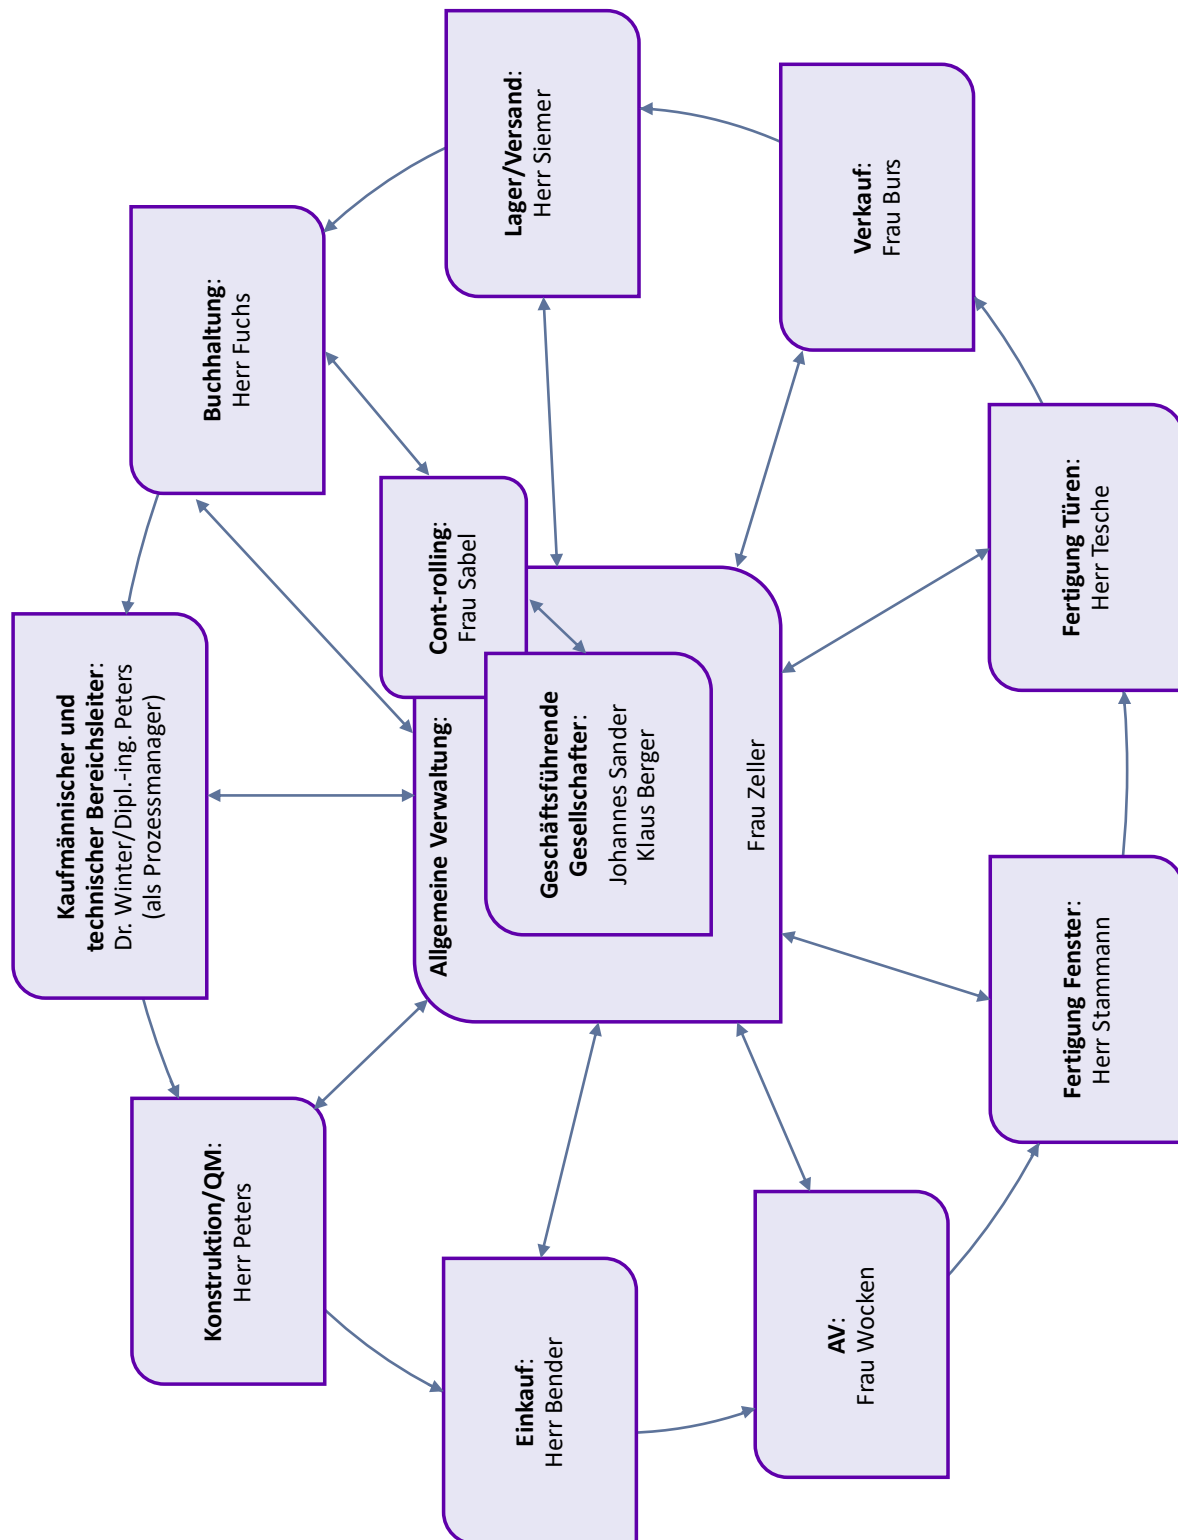 Kaufmännischer und
technischer Bereichsleiter:
Dr. Winter/Dipl.-ing. Peters
(als Prozessmanager)
Konstruktion/QM:
Herr Peters
Buchhaltung:
Herr Fuchs
Einkauf:
Herr Bender
Allgemeine Verwaltung:
Cont-rolling:
Frau Sabel
Geschäftsführende
Gesellschafter:
Johannes Sander
Klaus Berger
Frau Zeller
Lager/Versand:
Herr Siemer
AV:
Frau Wocken
Verkauf:
Frau Burs
Fertigung Fenster:
Herr Stammann
Fertigung Türen:
Herr Tesche